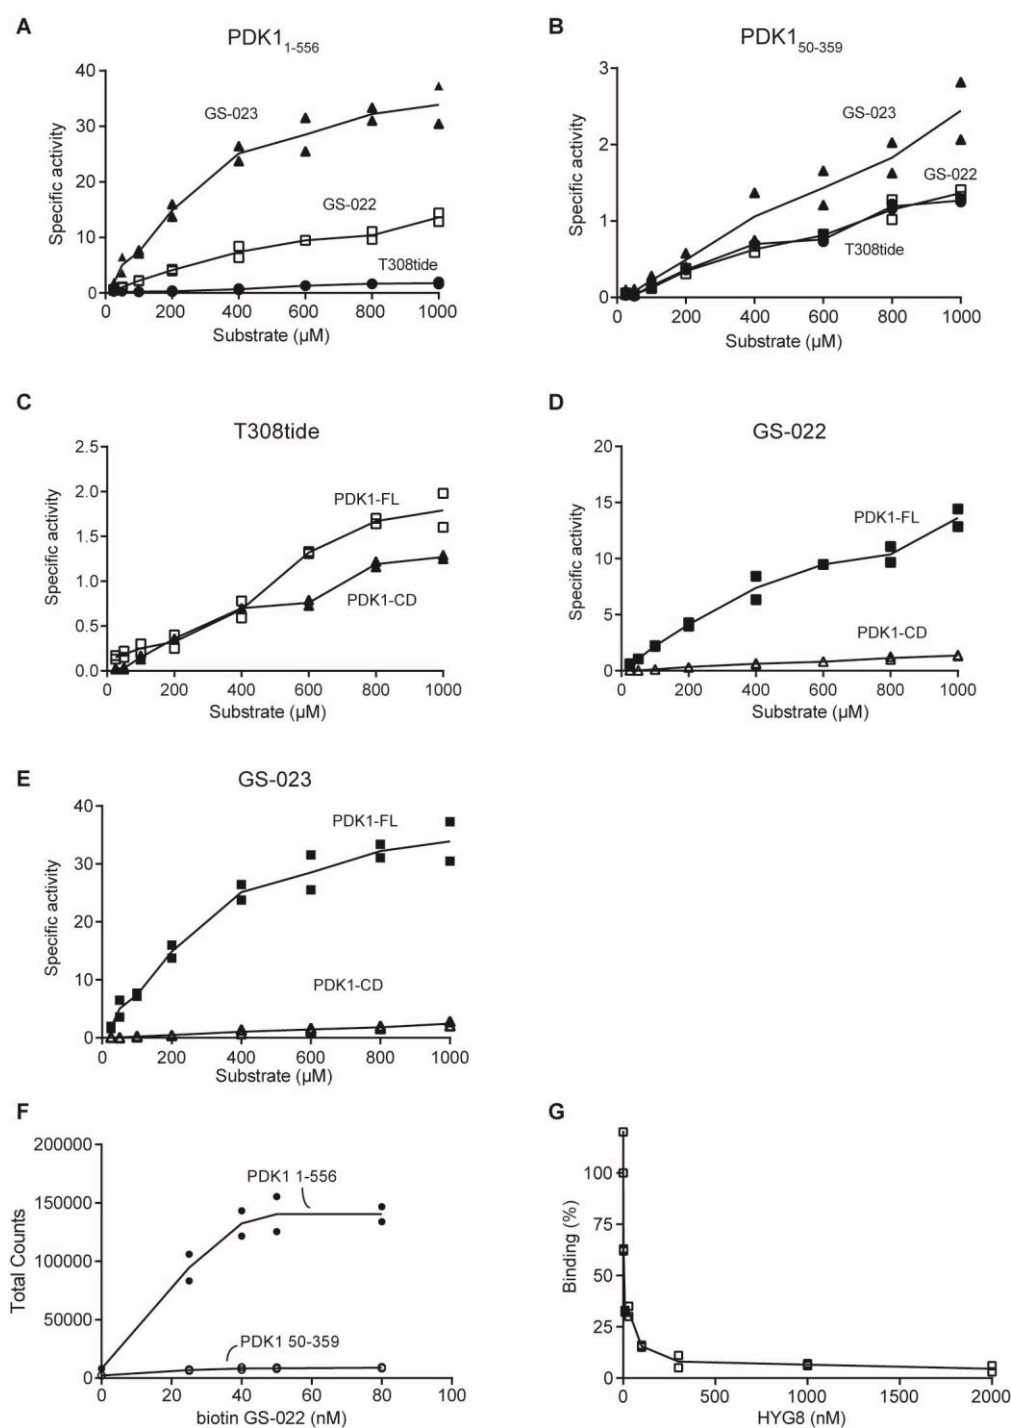 A
PDK1₁₋₅₅₆
Specific activity
40
30
20
10
0
0 200 400 600 800 1000
Substrate (µM)
GS-023
GS-022
T308tide
B
PDK1₅₀₋₃₅₉
Specific activity
3
2
1
0
0 200 400 600 800 1000
Substrate (µM)
GS-023
GS-022
T308tide
C
T308tide
Specific activity
2.5
2.0
1.5
1.0
0.5
0.0
0 200 400 600 800 1000
Substrate (µM)
PDK1-FL
PDK1-CD
D
GS-022
Specific activity
20
15
10
5
0
0 200 400 600 800 1000
Substrate (µM)
PDK1-FL
PDK1-CD
E
GS-023
Specific activity
40
30
20
10
0
0 200 400 600 800 1000
Substrate (µM)
PDK1-FL
PDK1-CD
F
Total Counts
200000
150000
100000
50000
0
0 20 40 60 80 100
biotin GS-022 (nM)
PDK1 1-556
PDK1 50-359
G
Binding (%)
100
75
50
25
0
0 500 1000 1500 2000
HYG8 (nM)